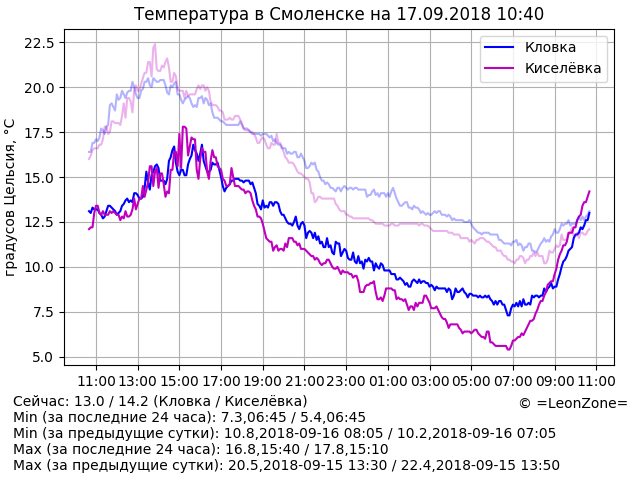 Температура в Смоленске на 17.09.2018 10:40
градусов Цельсия, °C
22.5
20.0
17.5
15.0
12.5
10.0
7.5
5.0
Кловка
Киселёвка
11:00 13:00 15:00 17:00 19:00 21:00 23:00 01:00 03:00 05:00 07:00 09:00 11:00
Сейчас: 13.0 / 14.2 (Кловка / Киселёвка)
© =LeonZone=
Min (за последние 24 часа): 7.3,06:45 / 5.4,06:45
Min (за предыдущие сутки): 10.8,2018-09-16 08:05 / 10.2,2018-09-16 07:05
Max (за последние 24 часа): 16.8,15:40 / 17.8,15:10
Max (за предыдущие сутки): 20.5,2018-09-15 13:30 / 22.4,2018-09-15 13:50